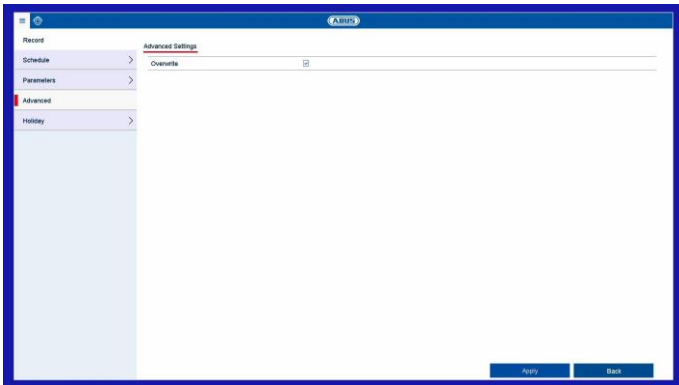 ABUS
Record
Schedule
Parameters
Advanced
Holiday
Advanced Settings
Overwrite
Apply
Back